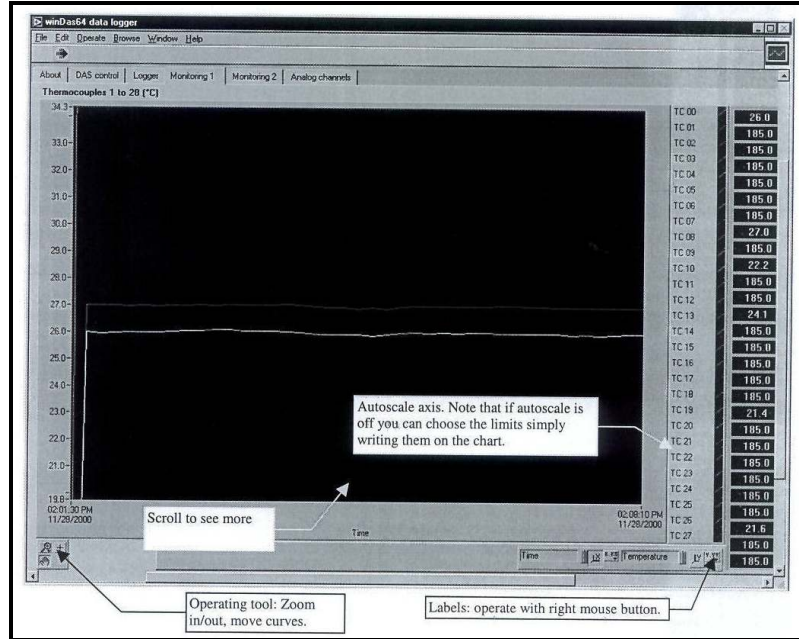 winDas64 data logger
File Edit Operate Browse Window Help
About DAS control Logger Monitoring 1 Monitoring 2 Analog channels
Thermocouples 1 to 28 (°C)
34.3
33.0
32.0
31.0
30.0
29.0
28.0
27.0
26.0
25.0
24.0
23.0
22.0
21.0
19.8
02:01:30 PM
11/28/2000
02:08:10 PM
11/28/2000
Time
TC 00
TC 01
TC 02
TC 03
TC 04
TC 05
TC 06
TC 07
TC 08
TC 09
TC 10
TC 11
TC 12
TC 13
TC 14
TC 15
TC 16
TC 17
TC 18
TC 19
TC 20
TC 21
TC 22
TC 23
TC 24
TC 25
TC 26
TC 27
26.0
185.0
185.0
185.0
185.0
185.0
185.0
185.0
27.0
185.0
22.2
185.0
185.0
24.1
185.0
185.0
185.0
185.0
185.0
21.4
185.0
185.0
185.0
185.0
185.0
185.0
21.6
185.0
185.0
Autoscale axis. Note that if autoscale is
off you can choose the limits simply
writing them on the chart.
Scroll to see more
Time Temperature
Operating tool: Zoom
in/out, move curves.
Labels: operate with right mouse button.